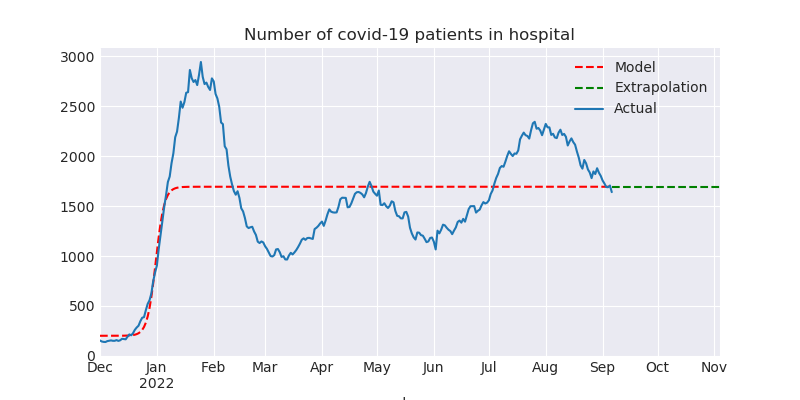 Number of covid-19 patients in hospital
3000
2500
2000
1500
1000
500
0
Model
Extrapolation
Actual
Dec Jan Feb Mar Apr May Jun Jul Aug Sep Oct Nov
2022